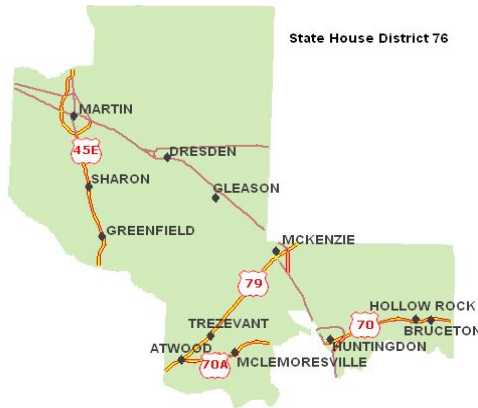 State House District 76
MARTIN
45E
DRESDEN
SHARON
GLEASON
GREENFIELD
MCKENZIE
79
HOLLOW ROCK
TREZEVANT
70
BRUCETON
ATWOOD
HUNTINGDON
70A
MCLEMORESVILLE